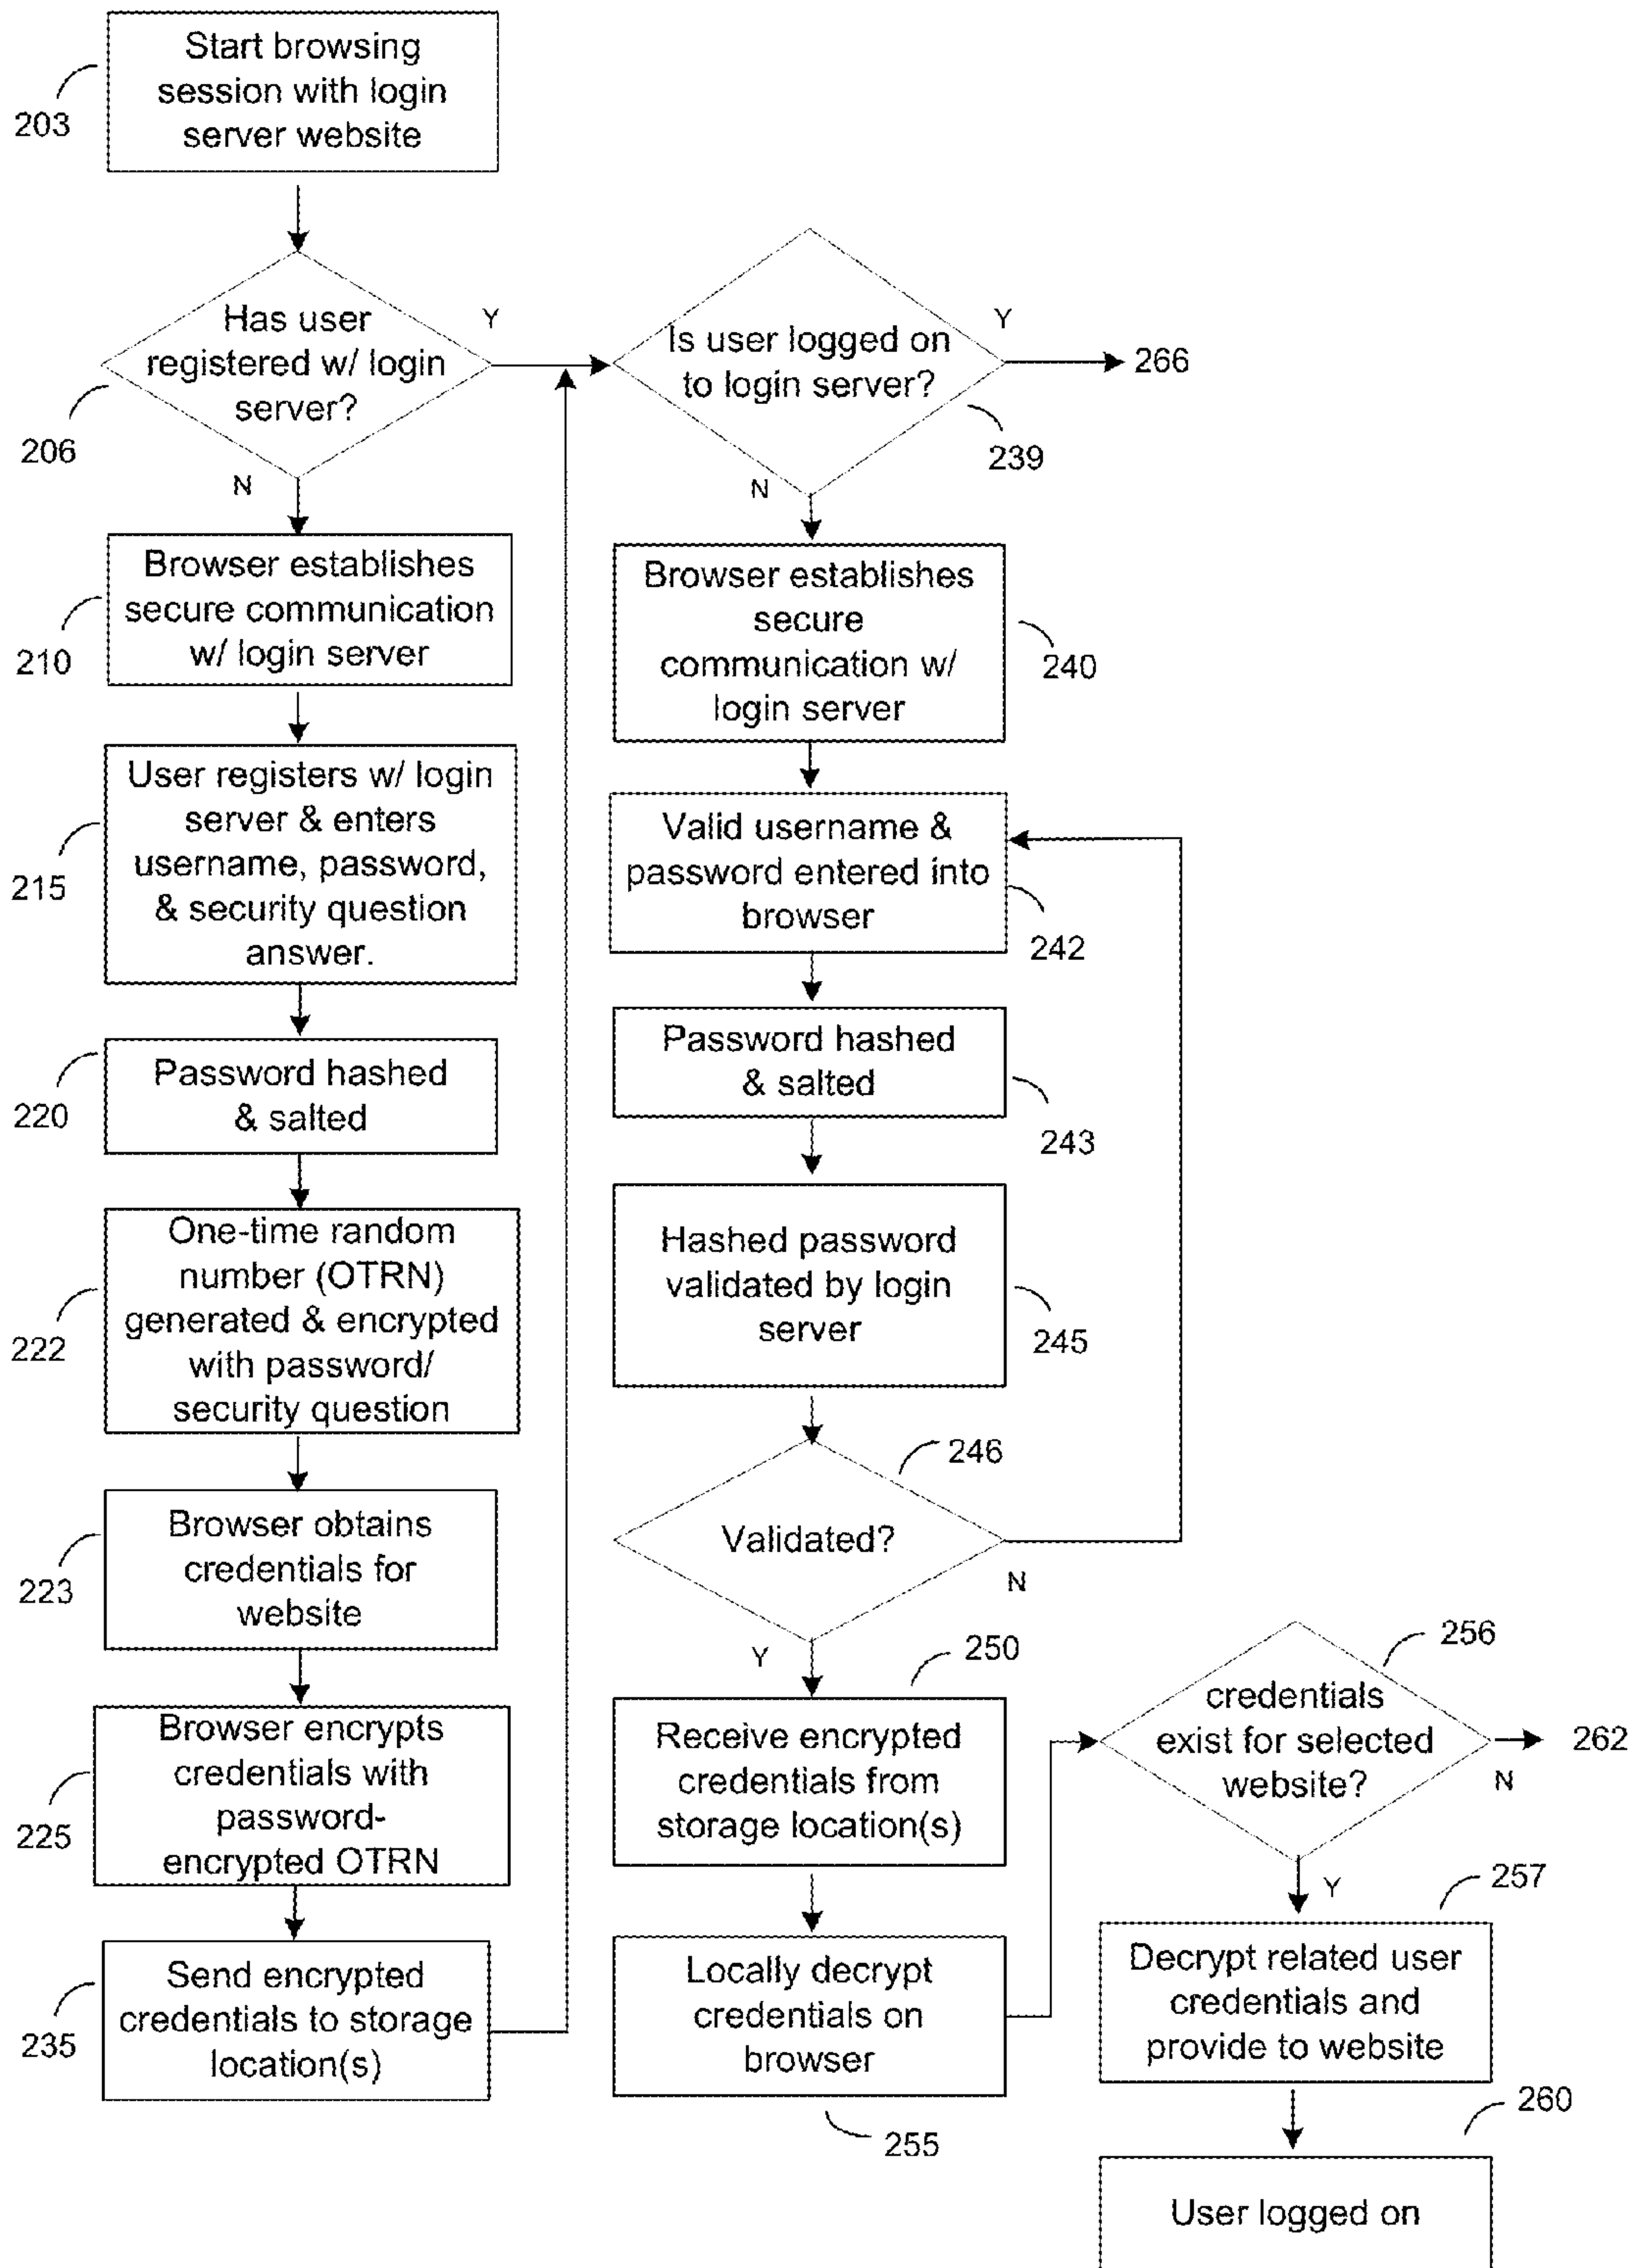 Start browsing
session with login
server website
203
Has user
registered w/ login
server?
Y
206
N
Browser establishes
secure communication
w/ login server
210
User registers w/ login
server & enters
username, password,
& security question
answer.
215
Password hashed
& salted
220
One-time random
number (OTRN)
generated & encrypted
with password/
security question
222
Browser obtains
credentials for
website
223
Browser encrypts
credentials with
password-
encrypted OTRN
225
Send encrypted
credentials to storage
location(s)
235
Is user logged on
to login server?
Y
266
239
N
Browser establishes
secure
communication w/
login server
240
Valid username &
password entered into
browser
242
Password hashed
& salted
243
Hashed password
validated by login
server
245
246
Validated?
N
Y
250
Receive encrypted
credentials from
storage location(s)
Locally decrypt
credentials on
browser
255
256
credentials
exist for selected
website?
262
N
Y
257
Decrypt related user
credentials and
provide to website
260
User logged on